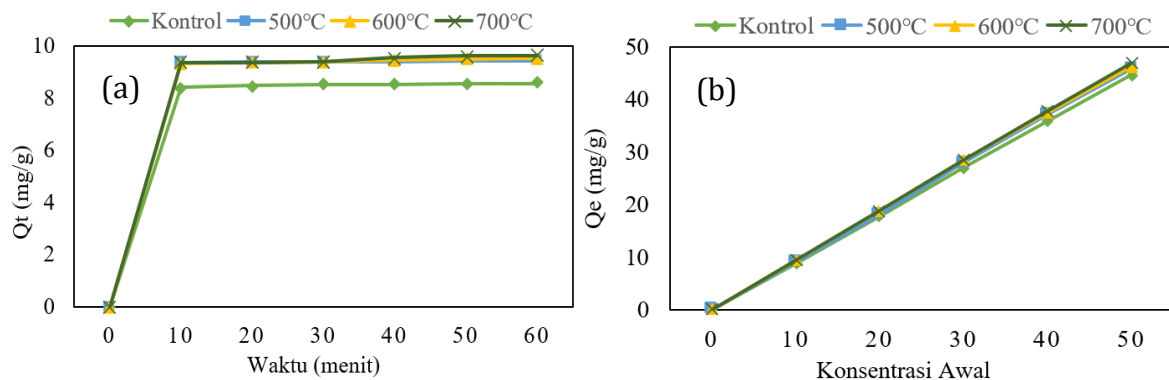 Kontrol 500°C 600°C 700°C
(a)
Qt (mg/g)
10
8
6
4
2
0
0 10 20 30 40 50 60
Waktu (menit)
Kontrol 500°C 600°C 700°C
(b)
Qe (mg/g)
50
40
30
20
10
0
0 10 20 30 40 50
Konsentrasi Awal